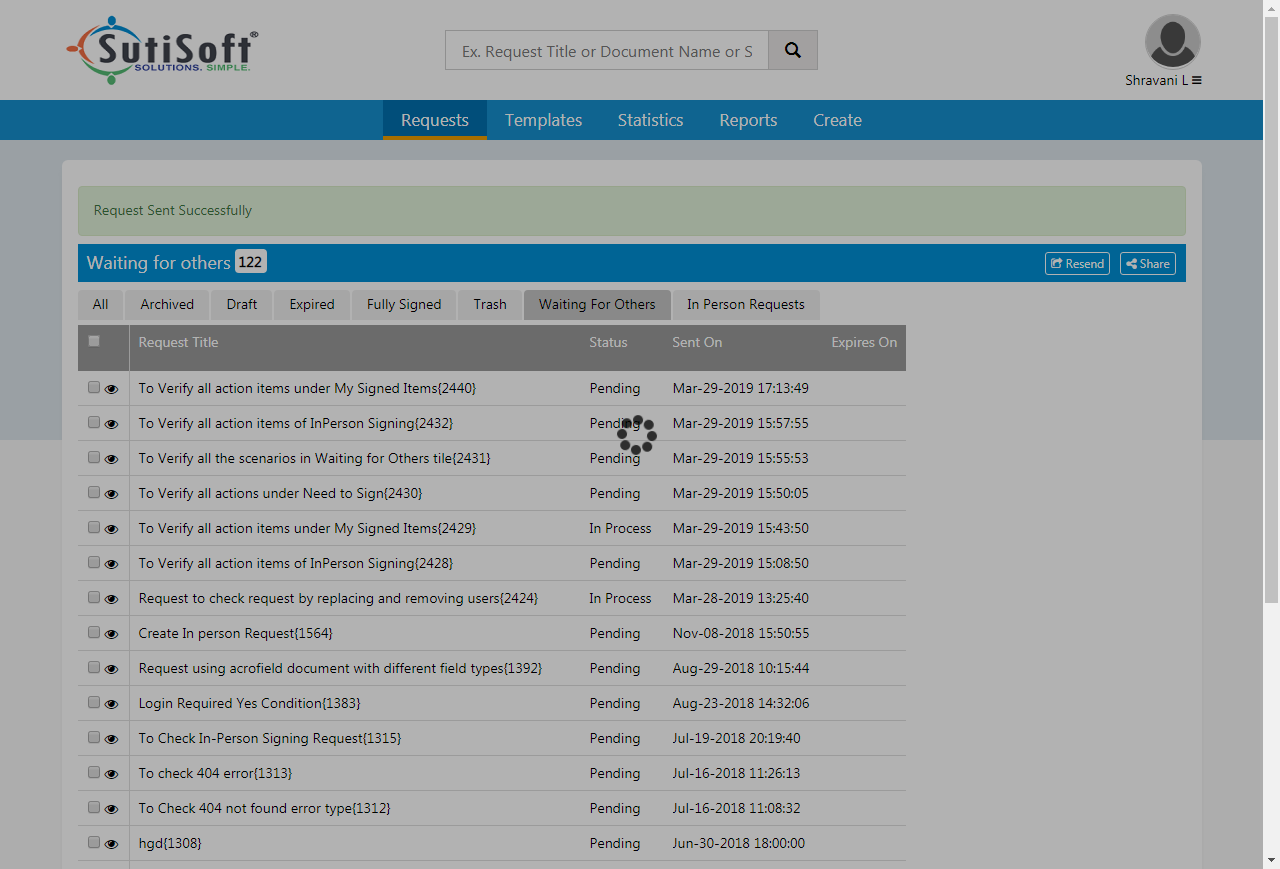 SutiSoft®
SOLUTIONS. SIMPLE.
Ex. Request Title or Document Name or S
Shravani L
Requests Templates Statistics Reports Create
Request Sent Successfully
Waiting for others 122 Resend Share
All Archived Draft Expired Fully Signed Trash Waiting For Others In Person Requests
Request Title Status Sent On Expires On
To Verify all action items under My Signed Items{2440} Pending Mar-29-2019 17:13:49
To Verify all action items of InPerson Signing{2432} Pending Mar-29-2019 15:57:55
To Verify all the scenarios in Waiting for Others tile{2431} Pending Mar-29-2019 15:55:53
To Verify all actions under Need to Sign{2430} Pending Mar-29-2019 15:50:05
To Verify all action items under My Signed Items{2429} In Process Mar-29-2019 15:43:50
To Verify all action items of InPerson Signing{2428} Pending Mar-29-2019 15:08:50
Request to check request by replacing and removing users{2424} In Process Mar-28-2019 13:25:40
Create In person Request{1564} Pending Nov-08-2018 15:50:55
Request using acrofield document with different field types{1392} Pending Aug-29-2018 10:15:44
Login Required Yes Condition{1383} Pending Aug-23-2018 14:32:06
To Check In-Person Signing Request{1315} Pending Jul-19-2018 20:19:40
To check 404 error{1313} Pending Jul-16-2018 11:26:13
To Check 404 not found error type{1312} Pending Jul-16-2018 11:08:32
hgd{1308} Pending Jun-30-2018 18:00:00